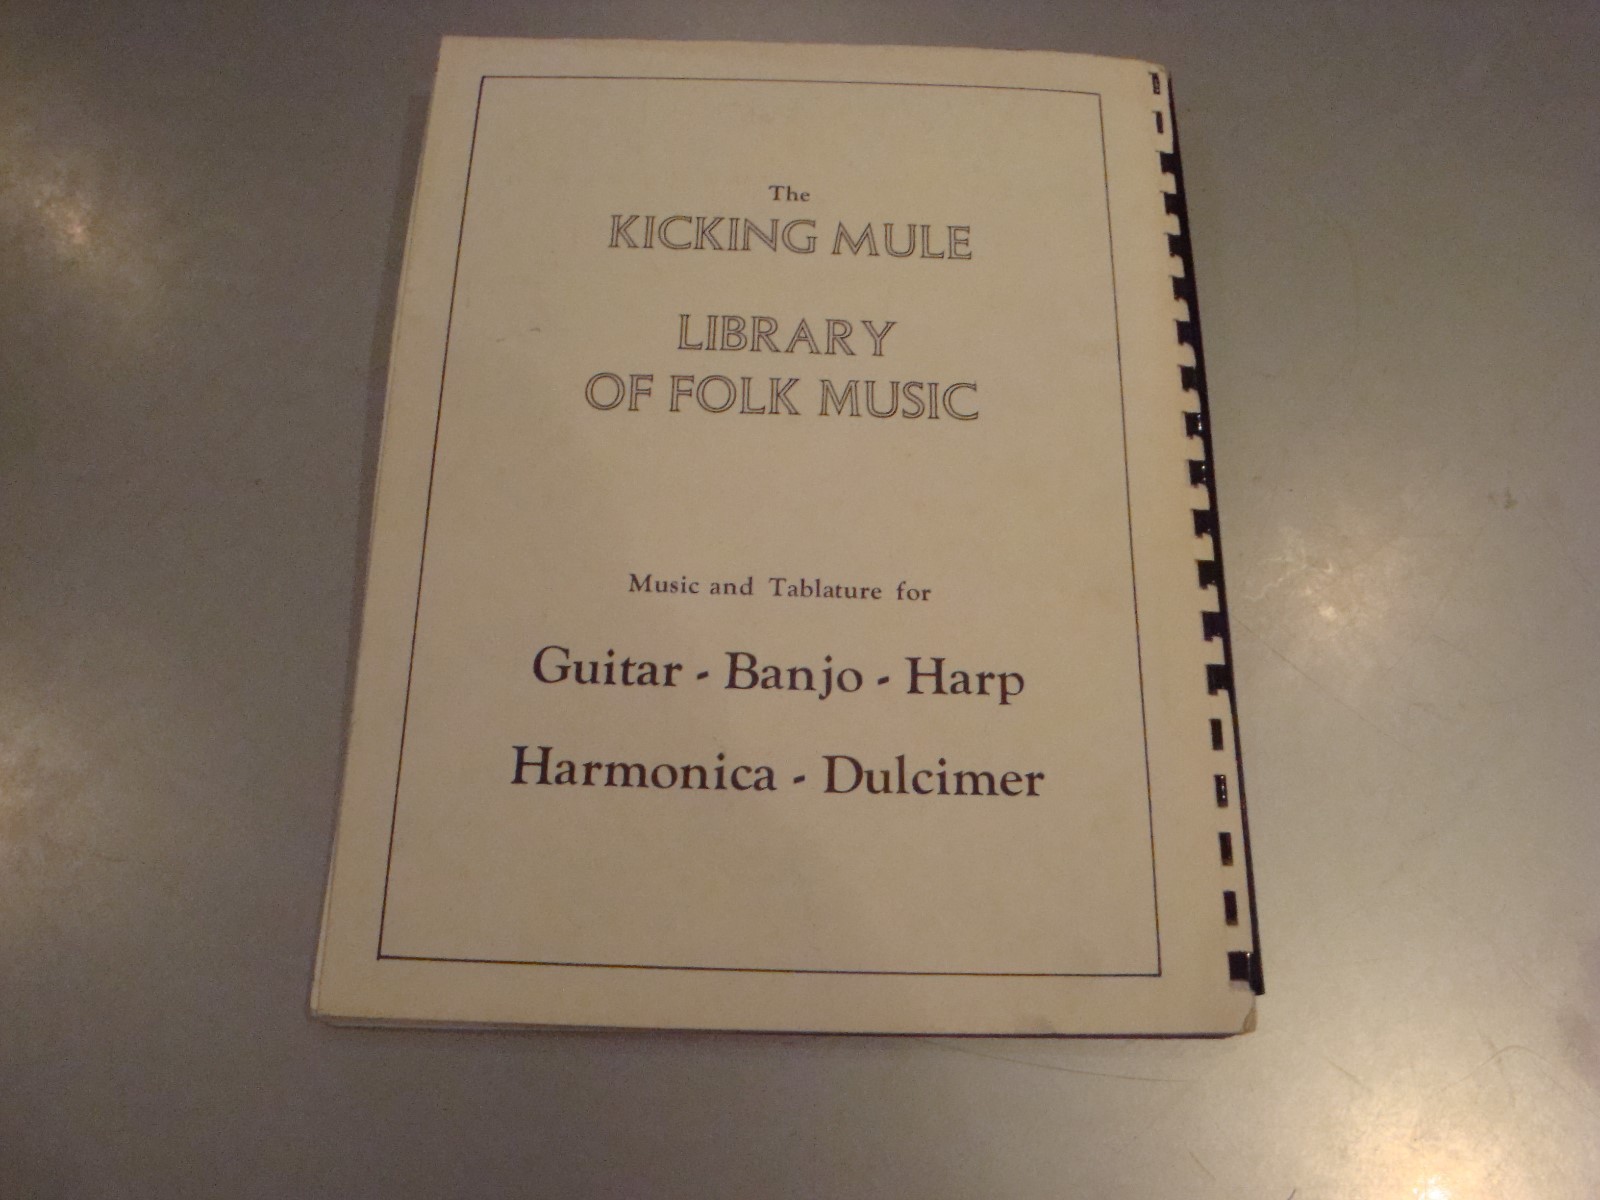 The
KICKING MULE
LIBRARY
OF FOLK MUSIC
Music and Tablature for
Guitar - Banjo - Harp
Harmonica - Dulcimer